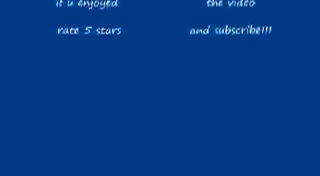 if u enjoyed the video
rate 5 stars and subscribe!!!